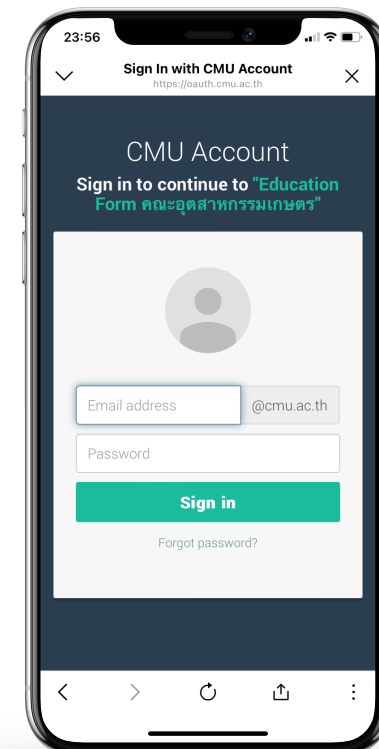 23:56
Sign In with CMU Account
https://oauth.cmu.ac.th
CMU Account
Sign in to continue to "Education
Form คณะอุตสาหกรรมเกษตร"
Email address
@cmu.ac.th
Password
Sign in
Forgot password?